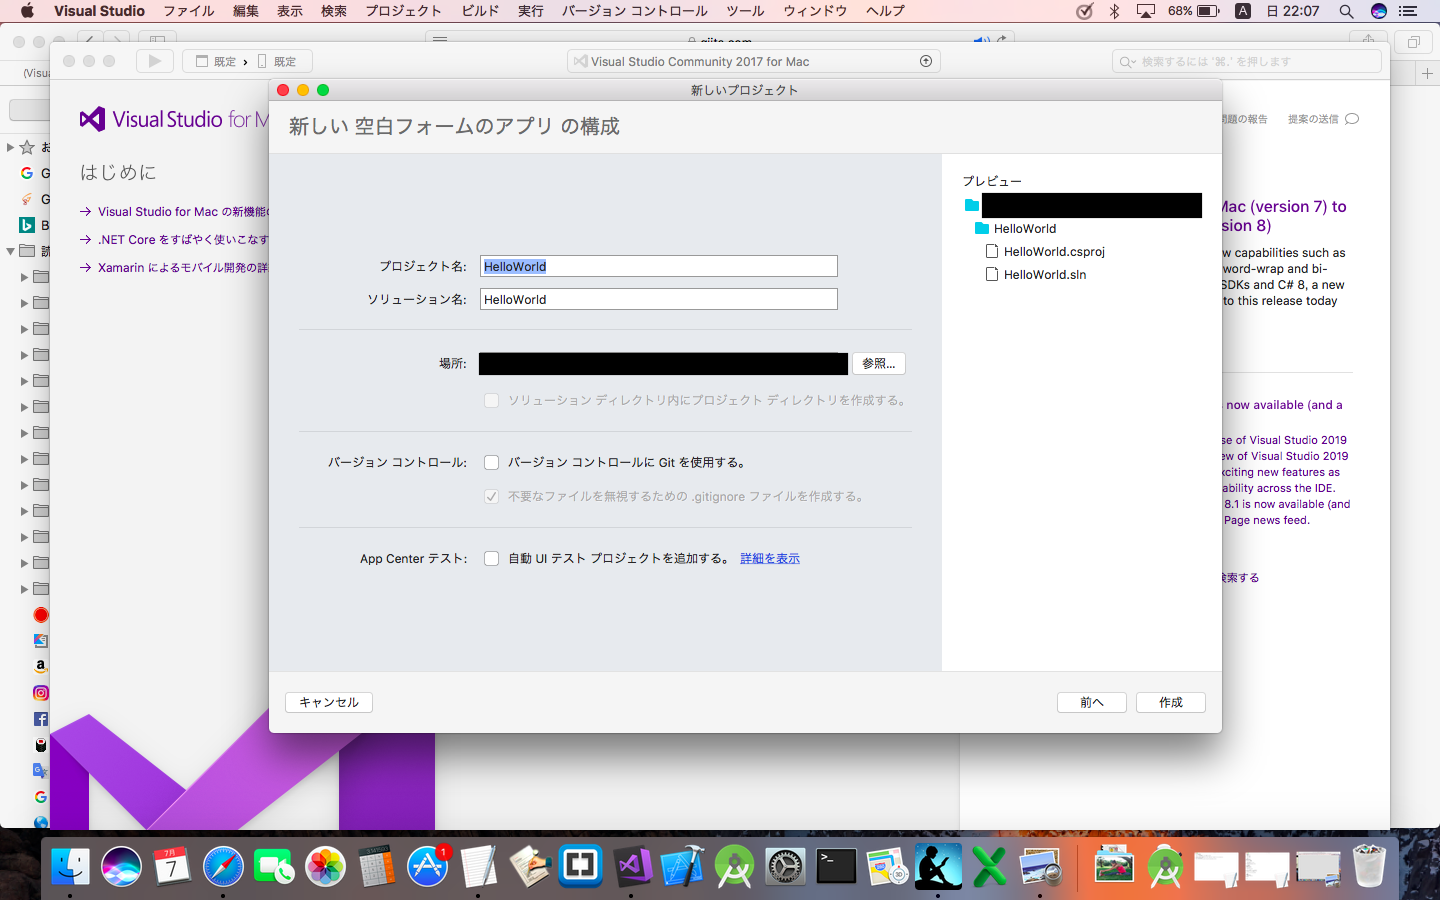 Visual Studio ファイル 編集 表示 検索 プロジェクト ビルド 実行 バージョン コントロール ツール ウィンドウ ヘルプ 68% A 日 22:07
既定 › 既定
Visual Studio Community 2017 for Mac
検索するには '⌘.' を押します
新しいプロジェクト
Visual Studio for M
新しい 空白フォームのアプリ の構成
問題の報告 提案の送信
はじめに
Visual Studio for Mac の新機能
.NET Core をすばやく使いこなす
Xamarin によるモバイル開発の詳
プロジェクト名: HelloWorld
ソリューション名: HelloWorld
場所: 参照...
ソリューション ディレクトリ内にプロジェクト ディレクトリを作成する。
バージョン コントロール: バージョン コントロールに Git を使用する。
不要なファイルを無視するための .gitignore ファイルを作成する。
App Center テスト: 自動 UI テスト プロジェクトを追加する。 詳細を表示
プレビュー
HelloWorld
HelloWorld.csproj
HelloWorld.sln
キャンセル 前へ 作成
Mac (version 7) to
sion 8)
w capabilities such as
word-wrap and bi-
SDKs and C# 8, a new
to this release today
now available (and a
se of Visual Studio 2019
ew of Visual Studio 2019
xciting new features as
ability across the IDE.
8.1 is now available (and
Page news feed.
検索する
7月
7
1